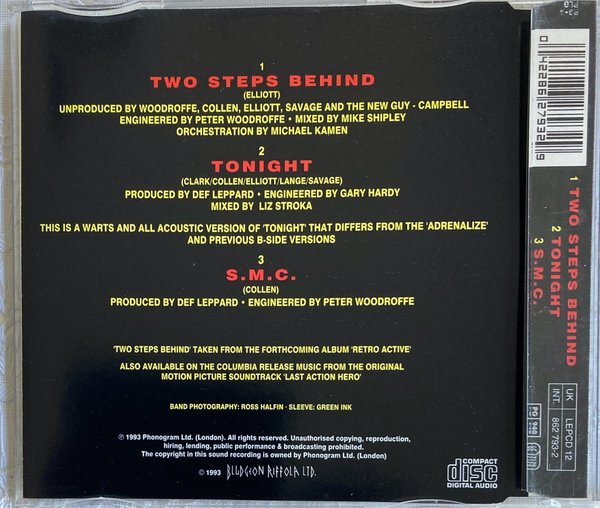 1
TWO STEPS BEHIND
(ELLIOTT)
UNPRODUCED BY WOODROFFE, COLLEN, ELLIOTT, SAVAGE AND THE NEW GUY - CAMPBELL
ENGINEERED BY PETER WOODROFFE • MIXED BY MIKE SHIPLEY
ORCHESTRATION BY MICHAEL KAMEN
2
TONIGHT
(CLARK/COLLEN/ELLIOTT/LANGE/SAVAGE)
PRODUCED BY DEF LEPPARD • ENGINEERED BY GARY HARDY
MIXED BY LIZ STROKA
THIS IS A WARTS AND ALL ACOUSTIC VERSION OF 'TONIGHT' THAT DIFFERS FROM THE 'ADRENALIZE'
AND PREVIOUS B-SIDE VERSIONS
3
S.M.C.
(COLLEN)
PRODUCED BY DEF LEPPARD • ENGINEERED BY PETER WOODROFFE
'TWO STEPS BEHIND' TAKEN FROM THE FORTHCOMING ALBUM 'RETRO ACTIVE'
ALSO AVAILABLE ON THE COLUMBIA RELEASE MUSIC FROM THE ORIGINAL
MOTION PICTURE SOUNDTRACK 'LAST ACTION HERO'
BAND PHOTOGRAPHY: ROSS HALFIN - SLEEVE: GREEN INK
℗ 1993 Phonogram Ltd. (London). All rights reserved. Unauthorised copying, reproduction,
hiring, lending, public performance & broadcasting prohibited.
The copyright in this sound recording is owned by Phonogram Ltd. (London)
© 1993 BLUDGEON RIFFOLA LTD.
COMPACT
disc
DIGITAL AUDIO
PLG
0 42286 27932 9
1 TWO STEPS BEHIND
2 TONIGHT
3 S.M.C.
PG 940
UK LEPCD 12
INT. 862 793-2